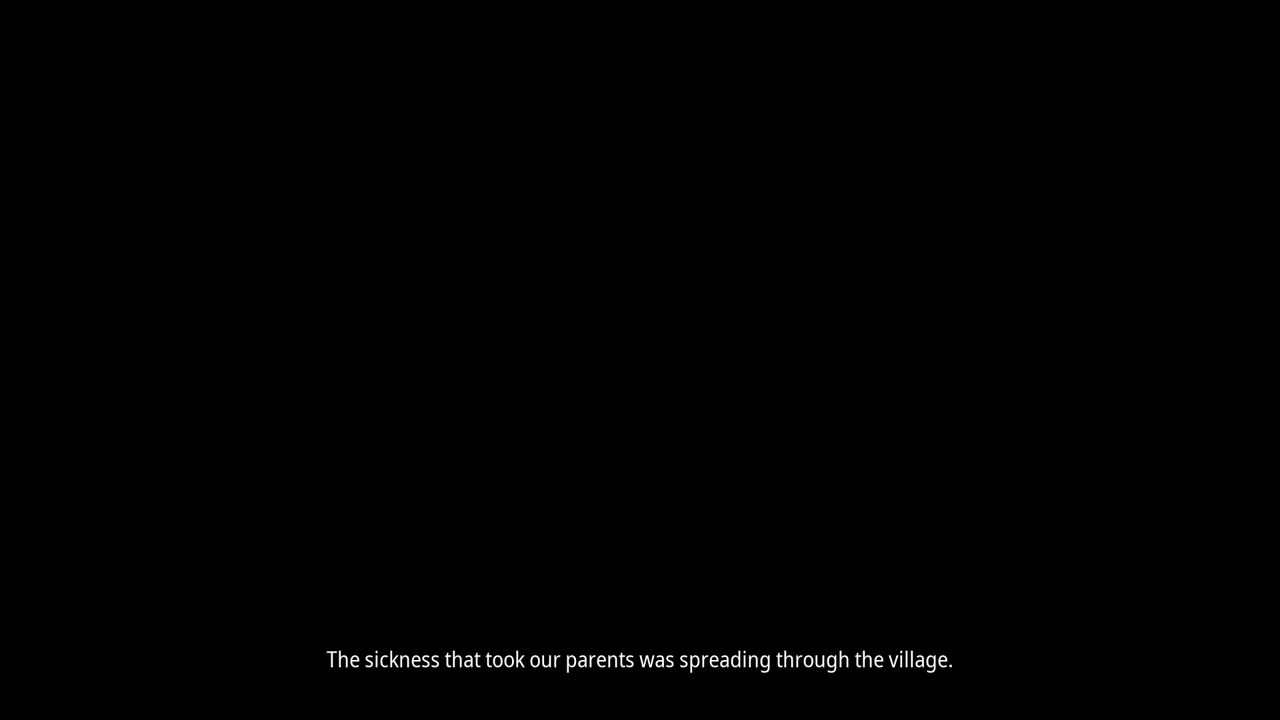 The sickness that took our parents was spreading through the village.